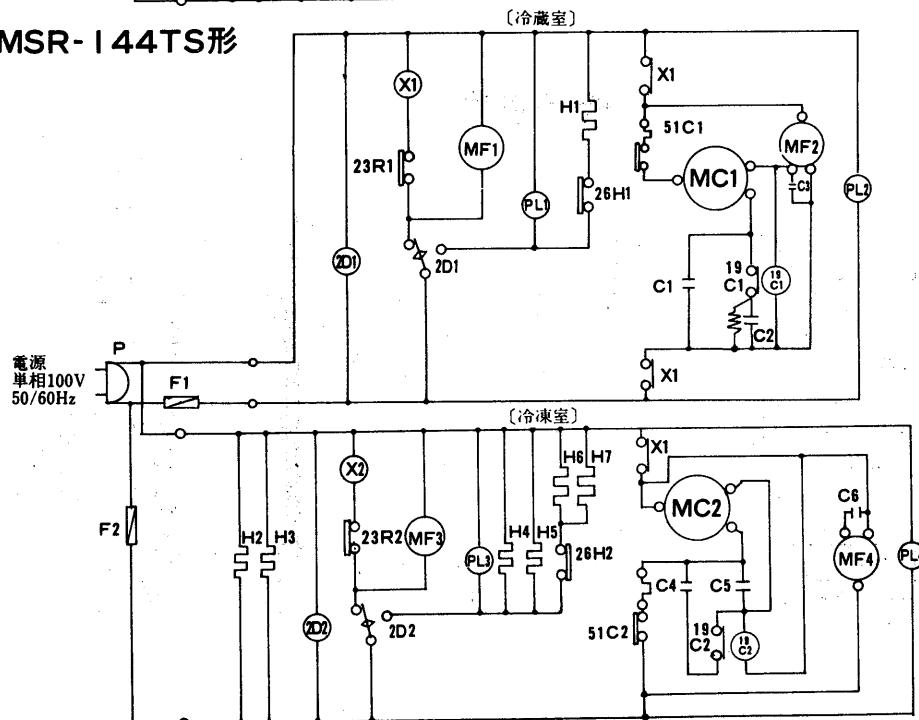 〔冷蔵室〕
MSR-144TS形
X1
X1
H1
51C1
MF2
MF1
23R1
MC1
26H1
C3
PL1
PL2
2D1
2D1
C1
19
C1
19
C1
C2
P
X1
電源
単相100V
50/60Hz
F1
〔冷凍室〕
X1
H6
H7
X2
MC2
C6
F2
H2
H3
23R2
MF3
H4
H5
26H2
PL3
MF4
C4
C5
2D2
2D2
51C2
19
C2
19
C2